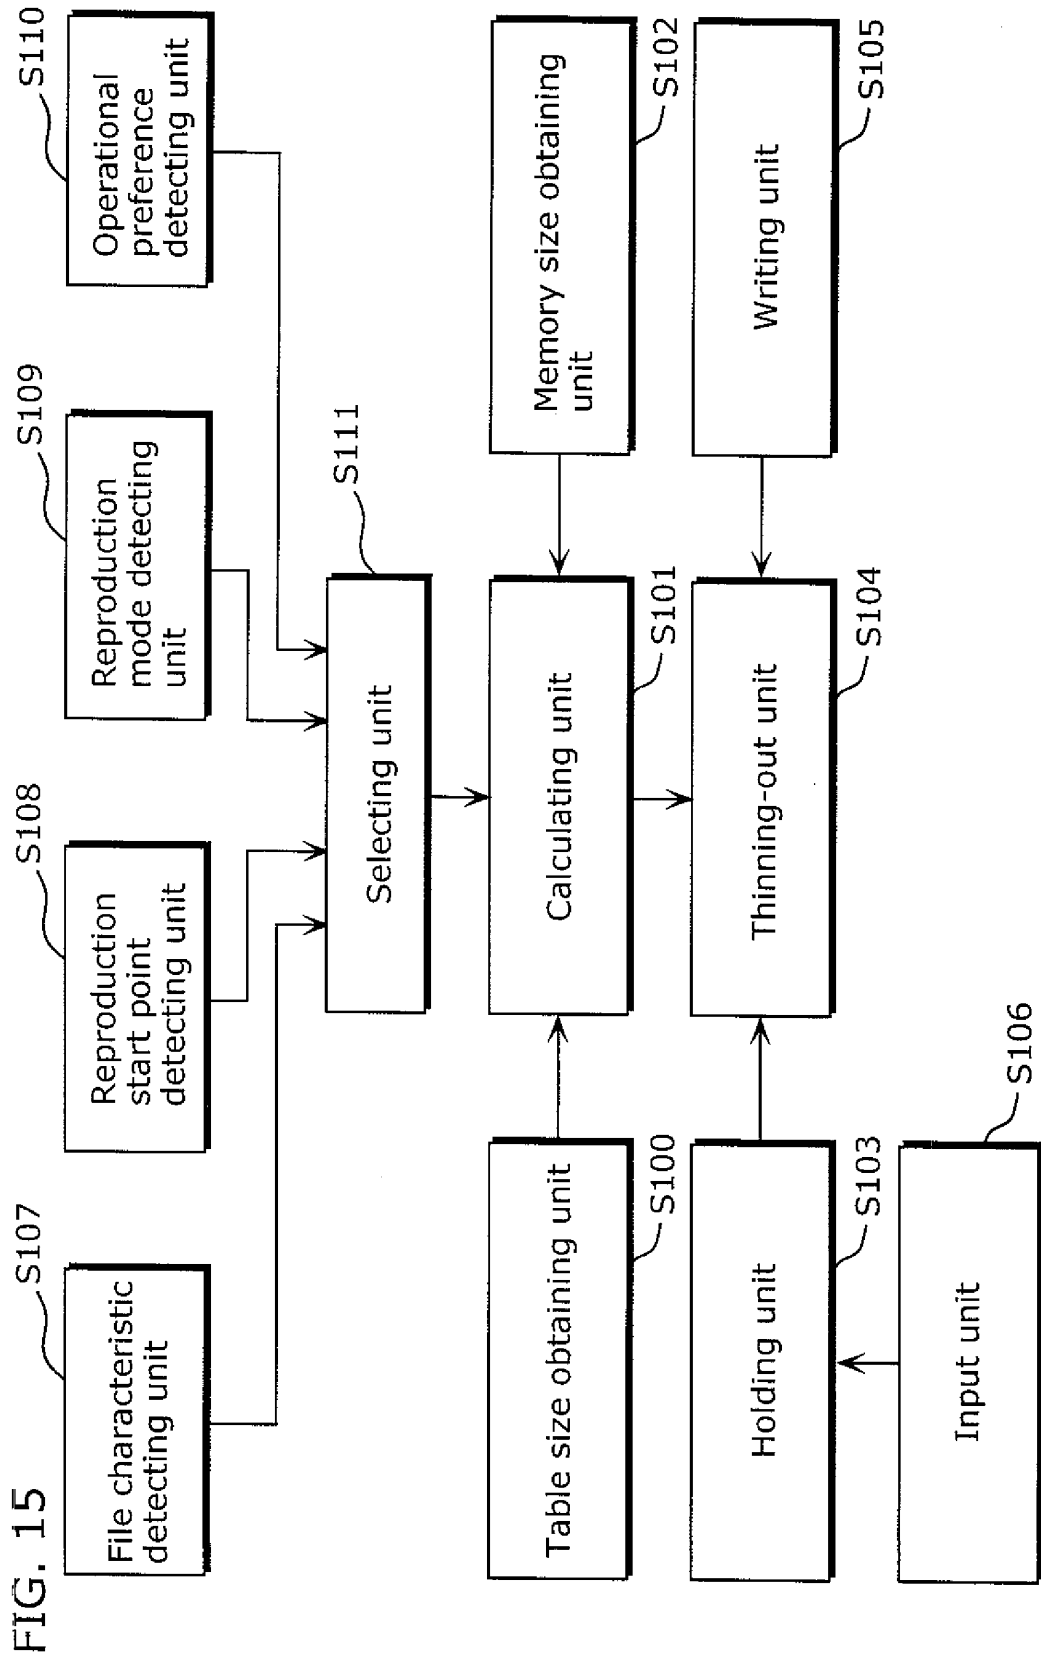 FIG. 15
S107
File characteristic
detecting unit
S108
Reproduction
start point
detecting unit
S109
Reproduction
mode detecting
unit
S110
Operational
preference
detecting unit
S111
Selecting unit
Table size obtaining unit
S100
Calculating unit
S101
Memory size obtaining
unit
S102
Holding unit
S103
Thinning-out unit
S104
Writing unit
S105
Input unit
S106